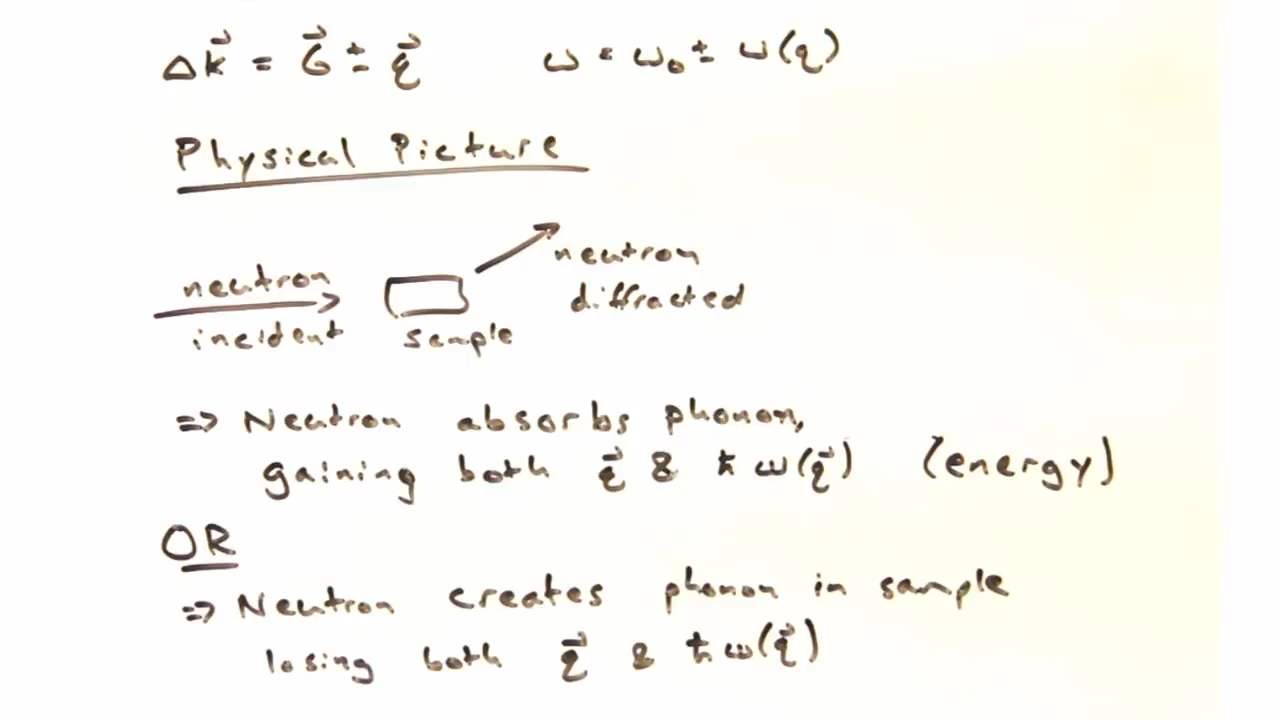 Δk⃗ = G⃗ ± q⃗ ω = ω₀ ± ω(q)
Physical Picture
neutron
incident
sample
neutron
diffracted
=> Neutron absorbs phonon,
gaining both q⃗ & ħω(q⃗) (energy)
OR
=> Neutron creates phonon in sample
losing both q⃗ & ħω(q⃗)